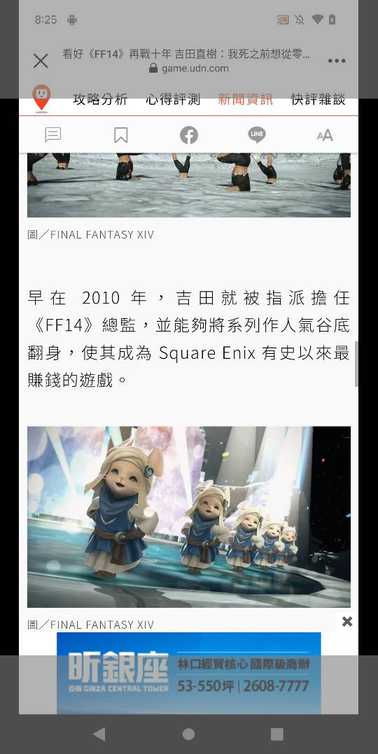 8:25
看好《FF14》再戰十年 吉田直樹：我死之前想從零...
game.udn.com
攻略分析 心得評測 新聞資訊 快評雜談
LINE
AA
圖／FINAL FANTASY XIV
早在 2010 年，吉田就被指派擔任
《FF14》總監，並能夠將系列作人氣谷底
翻身，使其成為 Square Enix 有史以來最
賺錢的遊戲。
圖／FINAL FANTASY XIV
昕銀座
林口經貿核心 國際級商辦
53-550坪 | 2608-7777